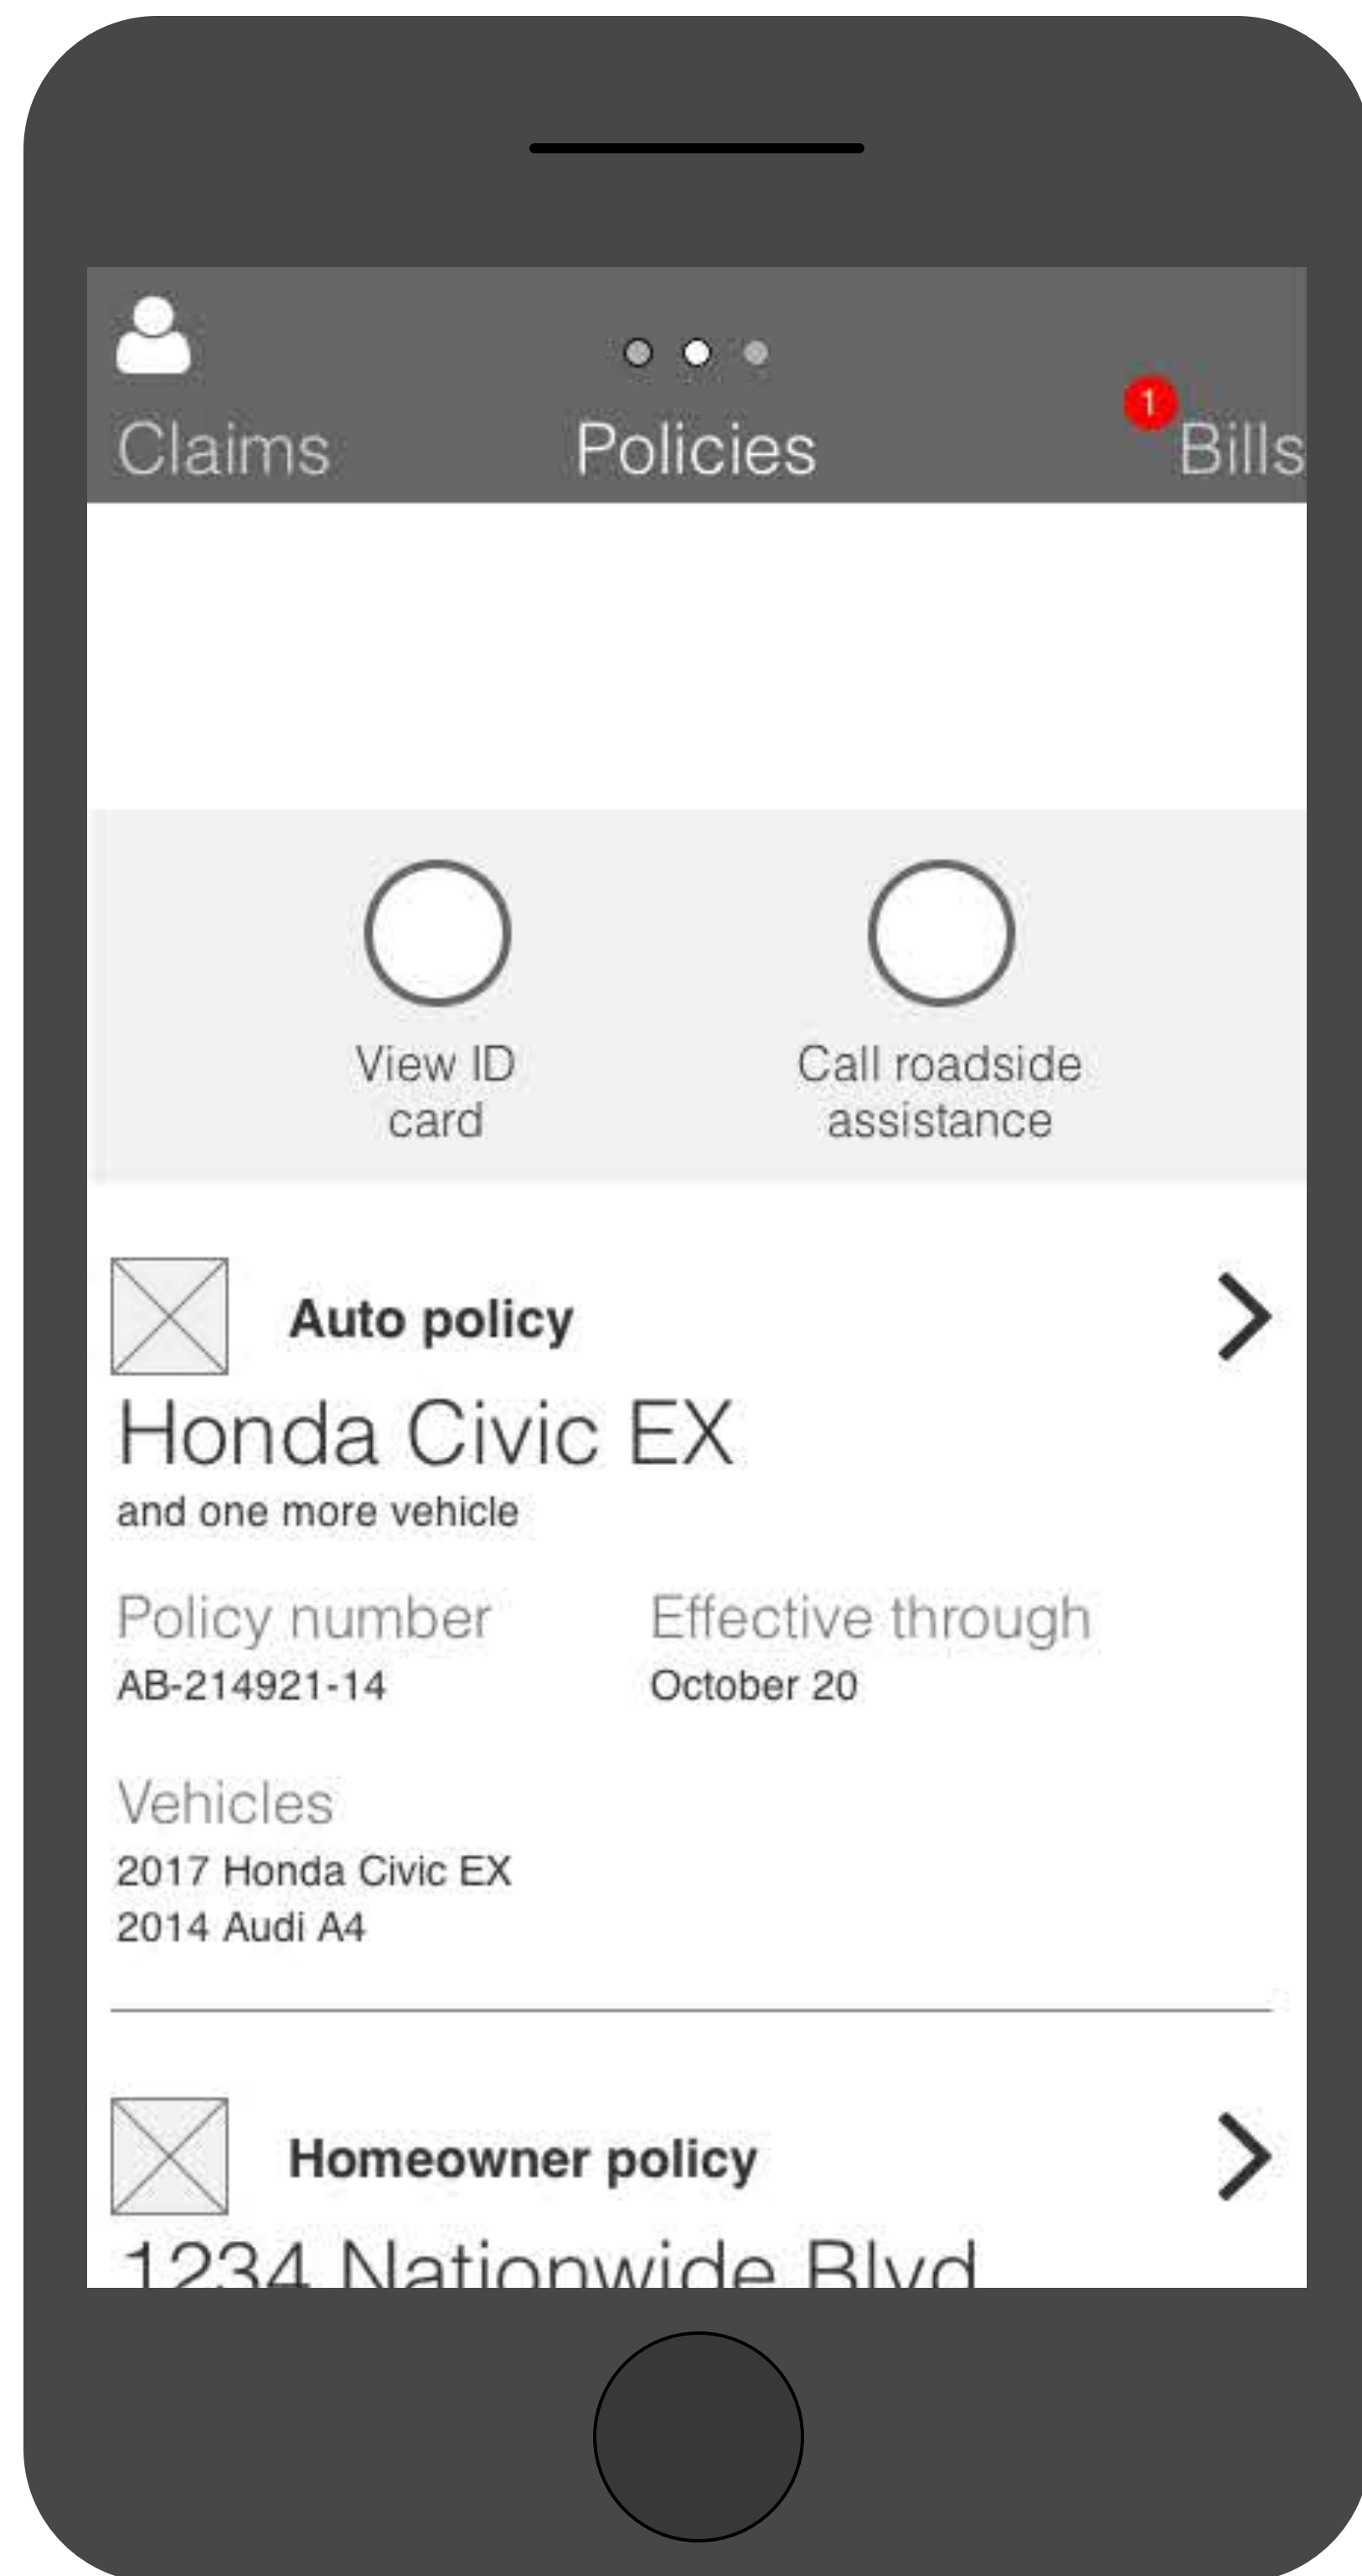 Claims Policies 1 Bills
View ID
card
Call roadside
assistance
Auto policy
Honda Civic EX
and one more vehicle
Policy number Effective through
AB-214921-14 October 20
Vehicles
2017 Honda Civic EX
2014 Audi A4
Homeowner policy
1234 Nationwide Blvd